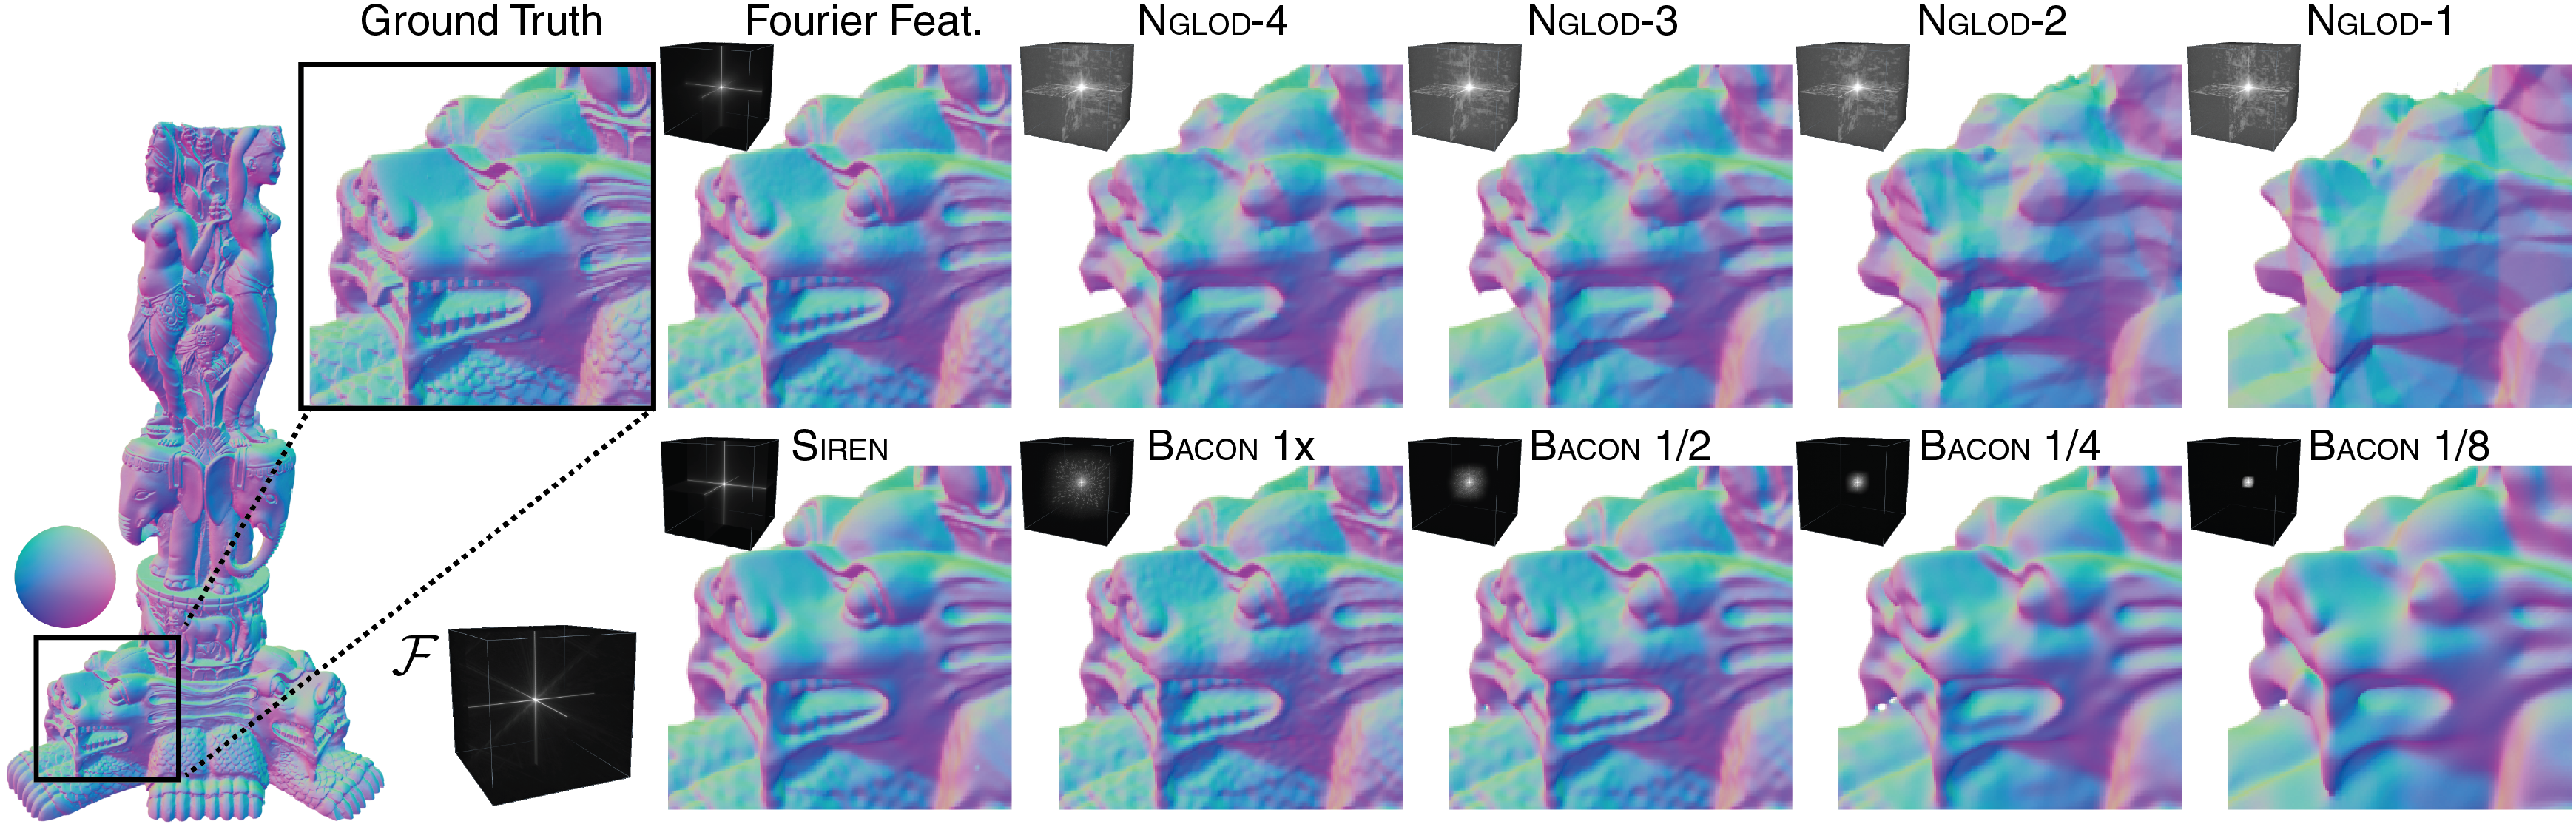 Ground Truth
Fourier Feat.
NGLOD-4
NGLOD-3
NGLOD-2
NGLOD-1
SIREN
BACON 1x
BACON 1/2
BACON 1/4
BACON 1/8
ℱ